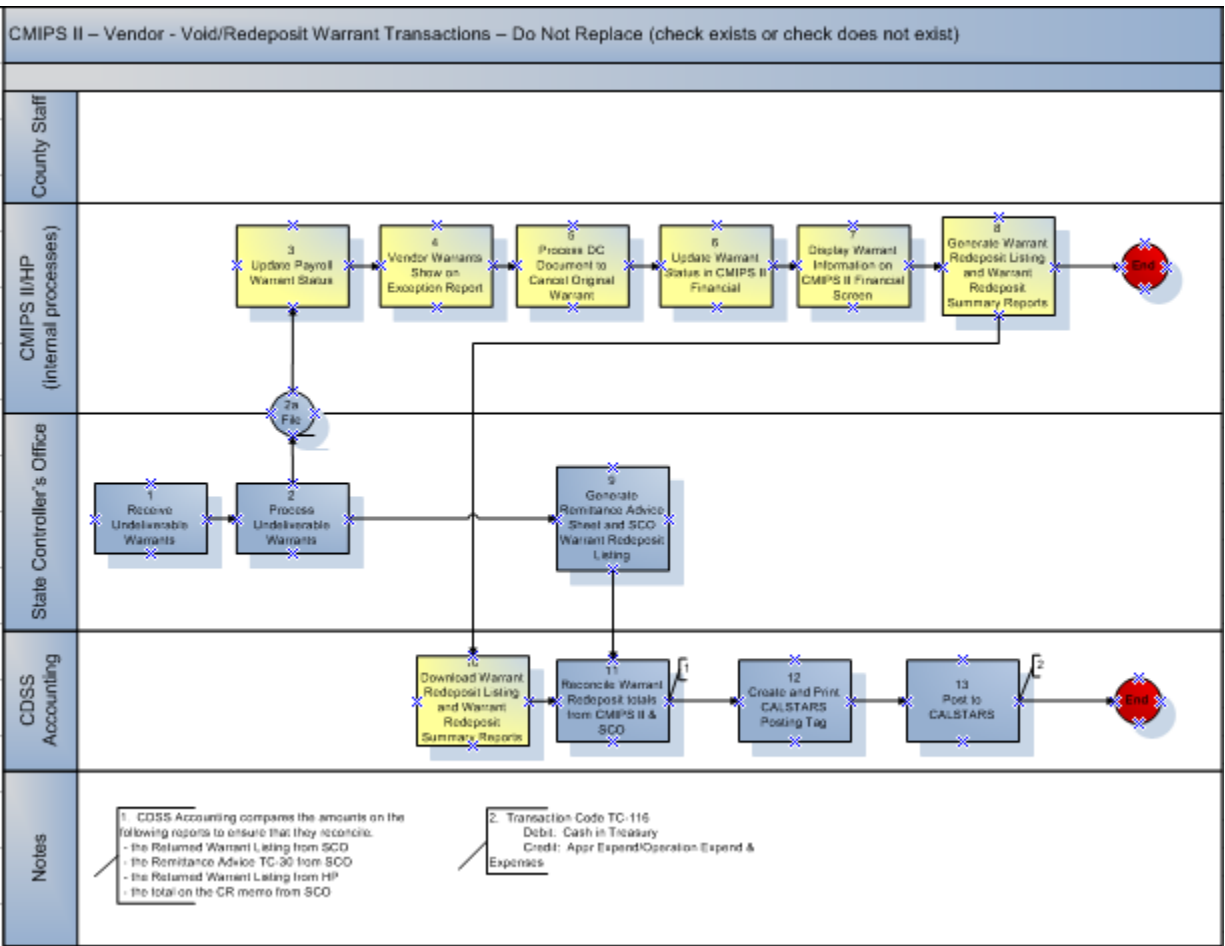 CMIPS II – Vendor - Void/Redeposit Warrant Transactions – Do Not Replace (check exists or check does not exist)
County Staff
CMIPS II/HP
(internal processes)
3
Update Payroll
Warrant Status
4
Vendor Warrants
Show on
Exception Report
5
Process DC
Document to
Cancel Original
Warrant
6
Update Warrant
Status in CMIPS II
Financial
7
Display Warrant
Information on
CMIPS II Financial
Screen
8
Generate Warrant
Redeposit Listing
and Warrant
Redeposit
Summary Reports
End
2a
File
State Controller's Office
1
Receive
Undeliverable
Warrants
2
Process
Undeliverable
Warrants
9
Generate
Remittance Advice
Sheet and SCO
Warrant Redeposit
Listing
CDSS
Accounting
10
Download Warrant
Redeposit Listing
and Warrant
Redeposit
Summary Reports
11
Reconcile Warrant
Redeposit totals
from CMIPS II &
SCO
1
12
Create and Print
CALSTARS
Posting Tag
13
Post to
CALSTARS
2
End
Notes
1. CDSS Accounting compares the amounts on the
following reports to ensure that they reconcile.
- the Returned Warrant Listing from SCO
- the Remittance Advice TC-30 from SCO
- the Returned Warrant Listing from HP
- the total on the CR memo from SCO
2. Transaction Code TC-116
Debit: Cash in Treasury
Credit: Appr Expend/Operation Expend &
Expenses